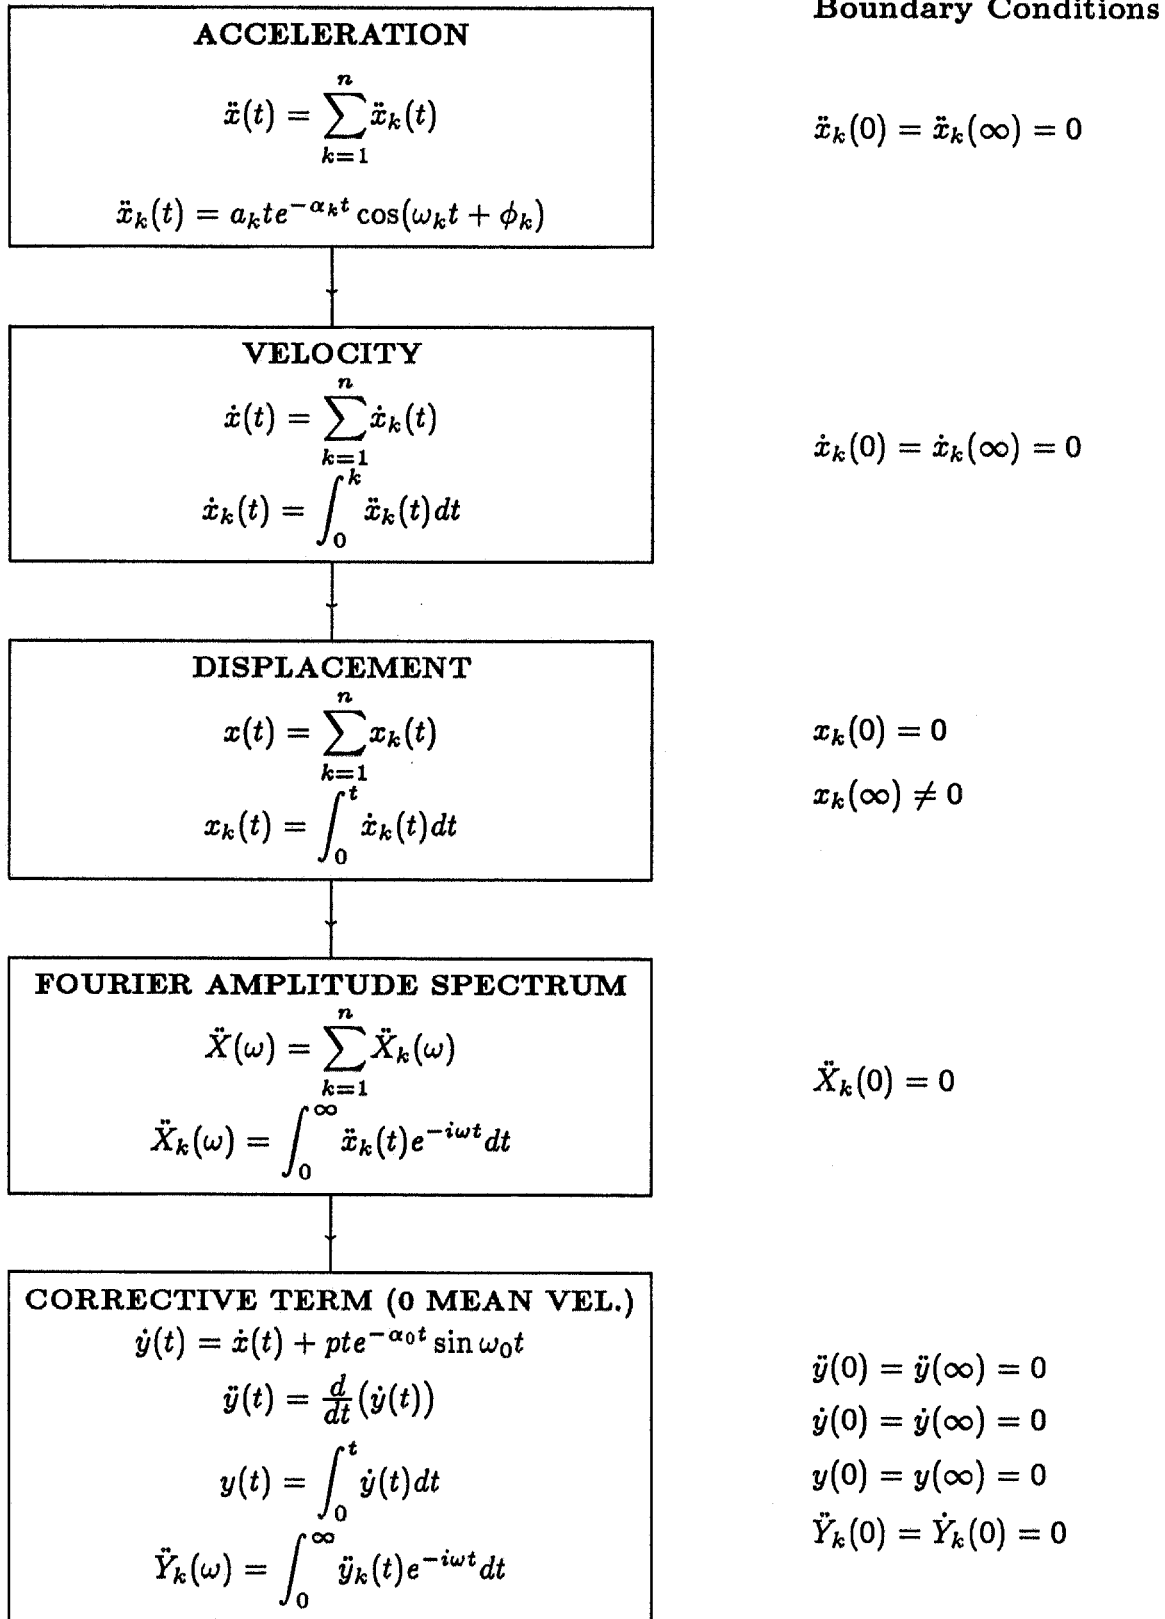 Boundary Conditions
ACCELERATION
ẍ(t) = ∑_{k=1}^{n} ẍ_k(t)
ẍ_k(0) = ẍ_k(∞) = 0
ẍ_k(t) = a_k t e^{-α_k t} cos(ω_k t + φ_k)
VELOCITY
ẋ(t) = ∑_{k=1}^{n} ẋ_k(t)
ẋ_k(0) = ẋ_k(∞) = 0
ẋ_k(t) = ∫_0^k ẍ_k(t)dt
DISPLACEMENT
x(t) = ∑_{k=1}^{n} x_k(t)
x_k(0) = 0
x_k(∞) ≠ 0
x_k(t) = ∫_0^t ẋ_k(t)dt
FOURIER AMPLITUDE SPECTRUM
Ẍ(ω) = ∑_{k=1}^{n} Ẍ_k(ω)
Ẍ_k(0) = 0
Ẍ_k(ω) = ∫_0^∞ ẍ_k(t)e^{-iωt}dt
CORRECTIVE TERM (0 MEAN VEL.)
ẏ(t) = ẋ(t) + pte^{-α_0 t} sin ω_0 t
ÿ(t) = d/dt (ẏ(t))
y(t) = ∫_0^t ẏ(t)dt
Ÿ_k(ω) = ∫_0^∞ ÿ_k(t)e^{-iωt}dt
ÿ(0) = ÿ(∞) = 0
ẏ(0) = ẏ(∞) = 0
y(0) = y(∞) = 0
Ÿ_k(0) = Ẏ_k(0) = 0